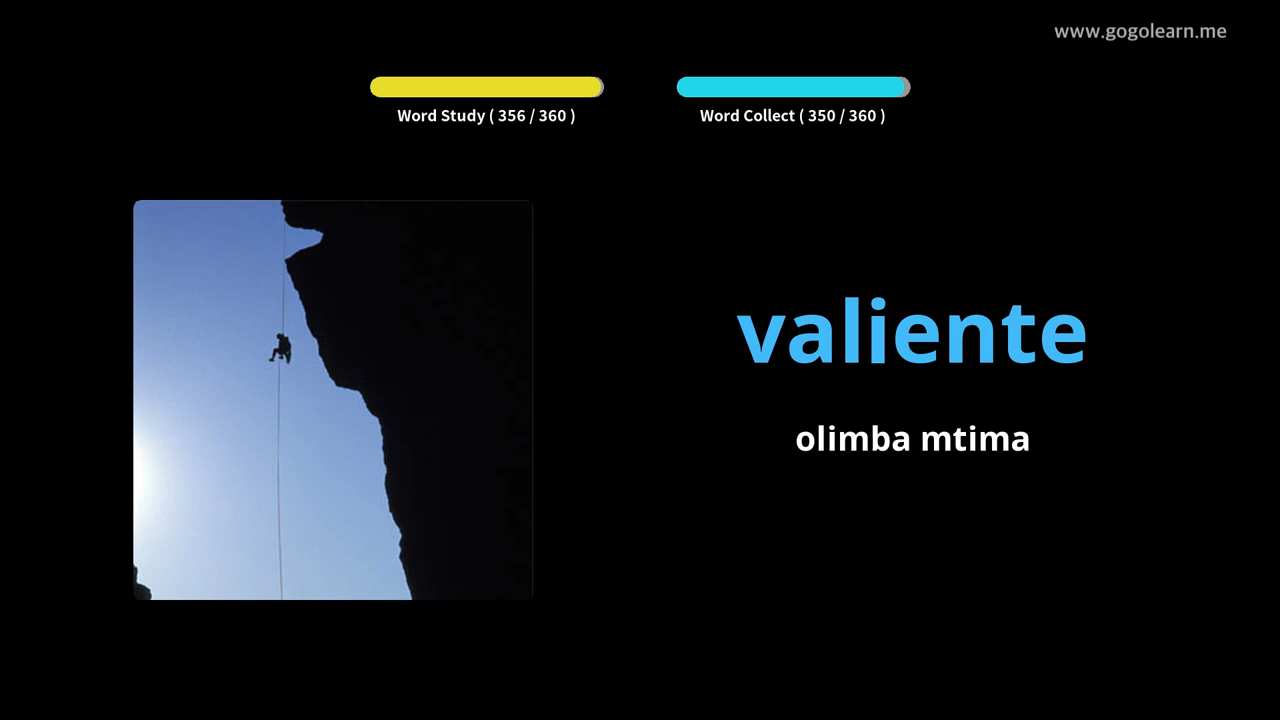 www.gogolearn.me
Word Study ( 356 / 360 )
Word Collect ( 350 / 360 )
valiente
olimba mtima